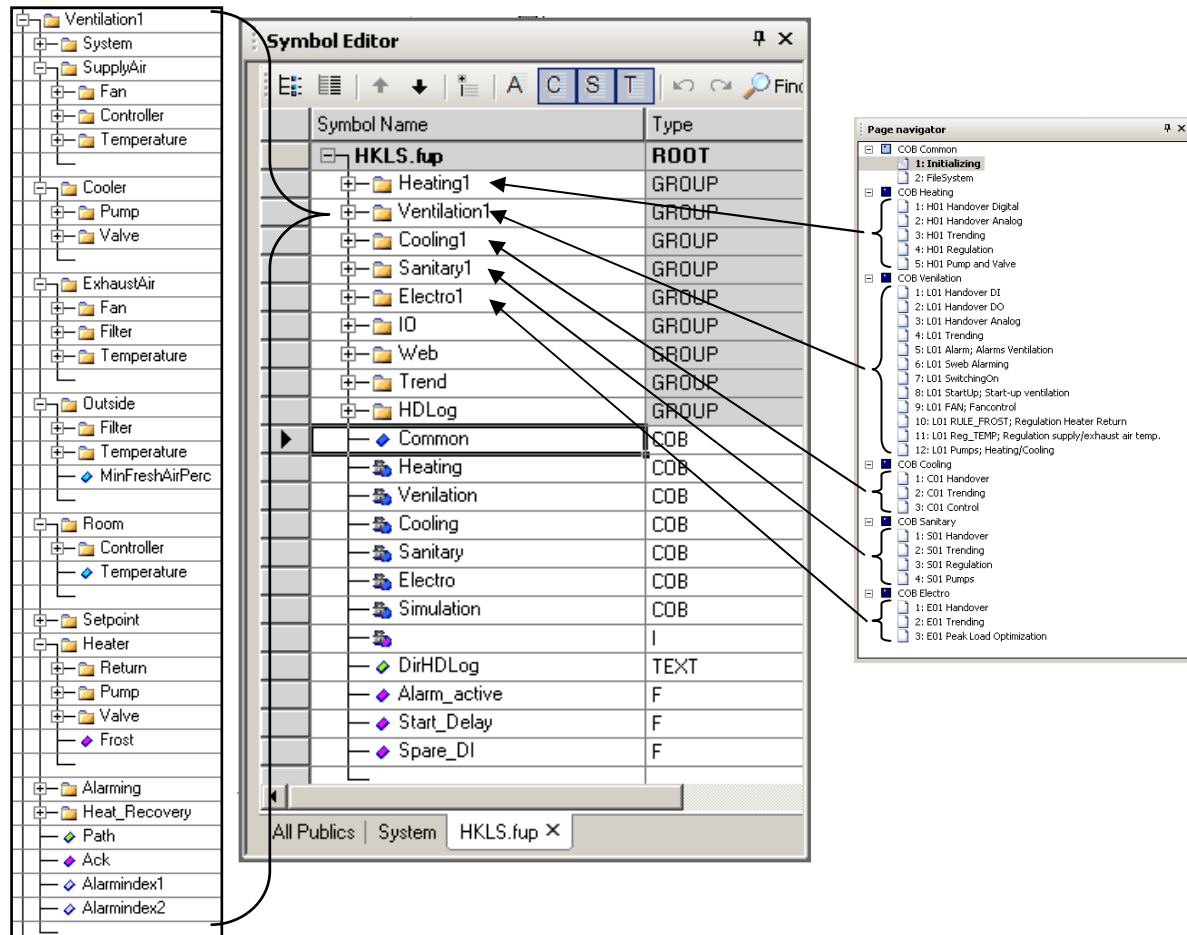 Ventilation1
System
SupplyAir
Fan
Controller
Temperature
Cooler
Pump
Valve
ExhaustAir
Fan
Filter
Temperature
Outside
Filter
Temperature
MinFreshAirPerc
Room
Controller
Temperature
Setpoint
Heater
Return
Pump
Valve
Frost
Alarming
Heat_Recovery
Path
Ack
Alarmindex1
Alarmindex2
Symbol Editor
A C S T Find
Symbol Name Type
HKLS.fup ROOT
Heating1 GROUP
Ventilation1 GROUP
Cooling1 GROUP
Sanitary1 GROUP
Electro1 GROUP
IO GROUP
Web GROUP
Trend GROUP
HDLog GROUP
Common COB
Heating COB
Venilation COB
Cooling COB
Sanitary COB
Electro COB
Simulation COB
I
DirHDLog TEXT
Alarm_active F
Start_Delay F
Spare_DI F
All Publics System HKLS.fup
Page navigator
COB Common
1: Initializing
2: FileSystem
COB Heating
1: H01 Handover Digital
2: H01 Handover Analog
3: H01 Trending
4: H01 Regulation
5: H01 Pump and Valve
COB Venilation
1: L01 Handover DI
2: L01 Handover DO
3: L01 Handover Analog
4: L01 Trending
5: L01 Alarm; Alarms Ventilation
6: L01 Sweb Alarming
7: L01 SwitchingOn
8: L01 StartUp; Start-up ventilation
9: L01 FAN; Fancontrol
10: L01 RULE_FROST; Regulation Heater Return
11: L01 Reg_TEMP; Regulation supply/exhaust air temp.
12: L01 Pumps; Heating/Cooling
COB Cooling
1: C01 Handover
2: C01 Trending
3: C01 Control
COB Sanitary
1: S01 Handover
2: S01 Trending
3: S01 Regulation
4: S01 Pumps
COB Electro
1: E01 Handover
2: E01 Trending
3: E01 Peak Load Optimization